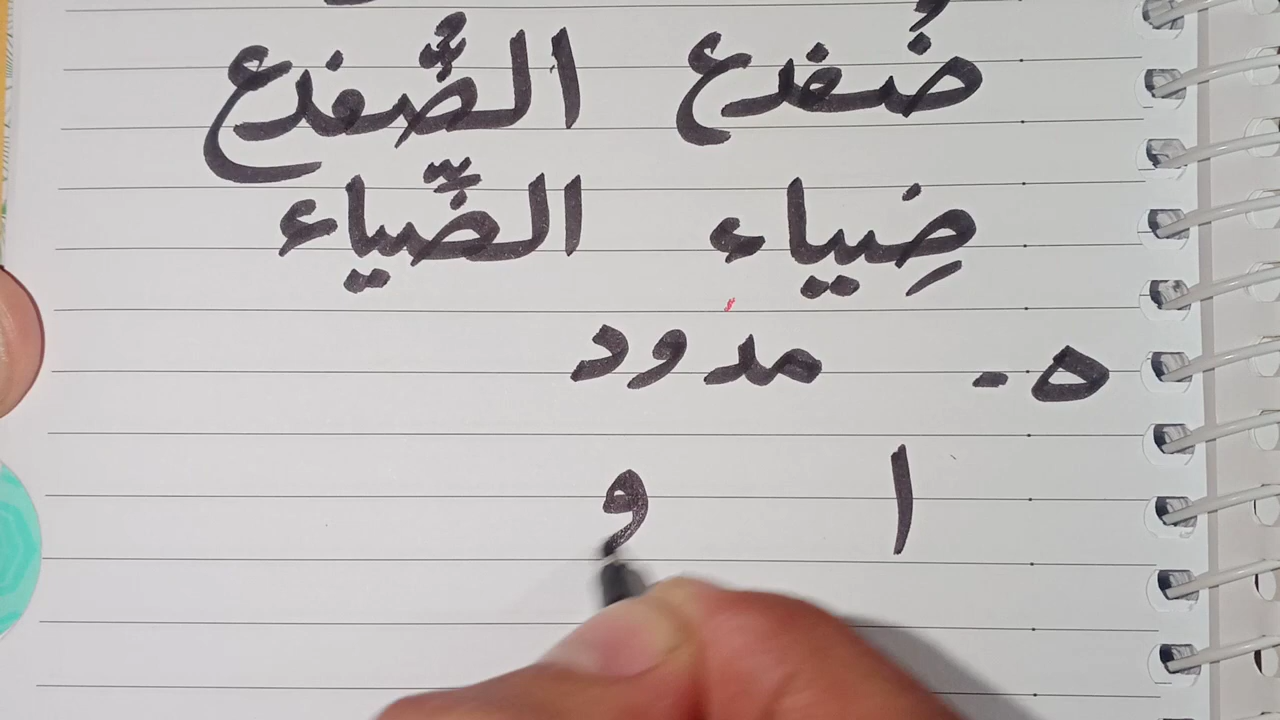 ضُفدع الضُّفدع
ضِياء الضِّياء
٥- مدود
ا و